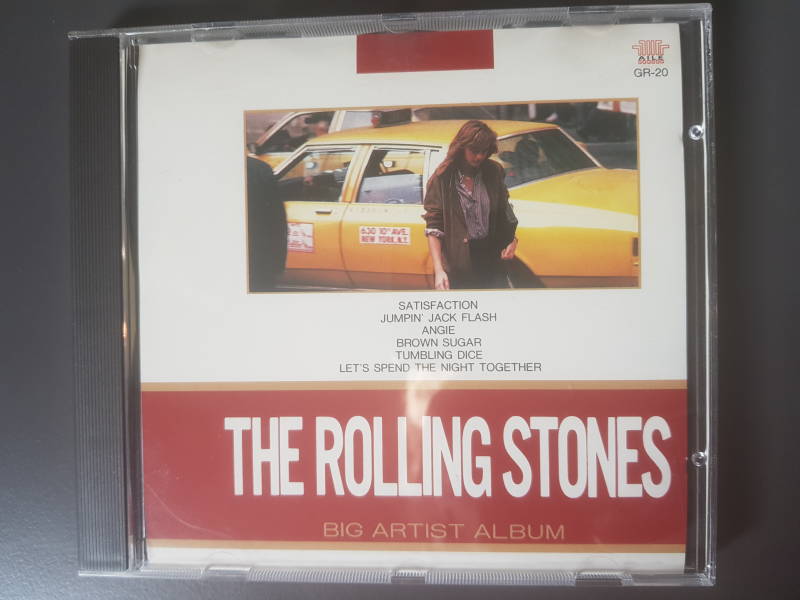 AILE
GR-20
630 10th AVE.
NEW YORK, N.Y.
SATISFACTION
JUMPIN' JACK FLASH
ANGIE
BROWN SUGAR
TUMBLING DICE
LET'S SPEND THE NIGHT TOGETHER
THE ROLLING STONES
BIG ARTIST ALBUM